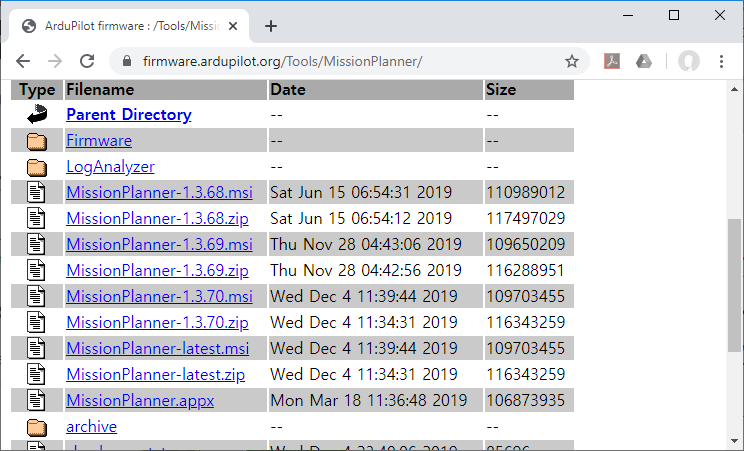 ArduPilot firmware : /Tools/Missio
firmware.ardupilot.org/Tools/MissionPlanner/
Type Filename Date Size
Parent Directory -- --
Firmware -- --
LogAnalyzer -- --
MissionPlanner-1.3.68.msi Sat Jun 15 06:54:31 2019 110989012
MissionPlanner-1.3.68.zip Sat Jun 15 06:54:12 2019 117497029
MissionPlanner-1.3.69.msi Thu Nov 28 04:43:06 2019 109650209
MissionPlanner-1.3.69.zip Thu Nov 28 04:42:56 2019 116288951
MissionPlanner-1.3.70.msi Wed Dec 4 11:39:44 2019 109703455
MissionPlanner-1.3.70.zip Wed Dec 4 11:34:31 2019 116343259
MissionPlanner-latest.msi Wed Dec 4 11:39:44 2019 109703455
MissionPlanner-latest.zip Wed Dec 4 11:34:31 2019 116343259
MissionPlanner.appx Mon Mar 18 11:36:48 2019 106873935
archive -- --